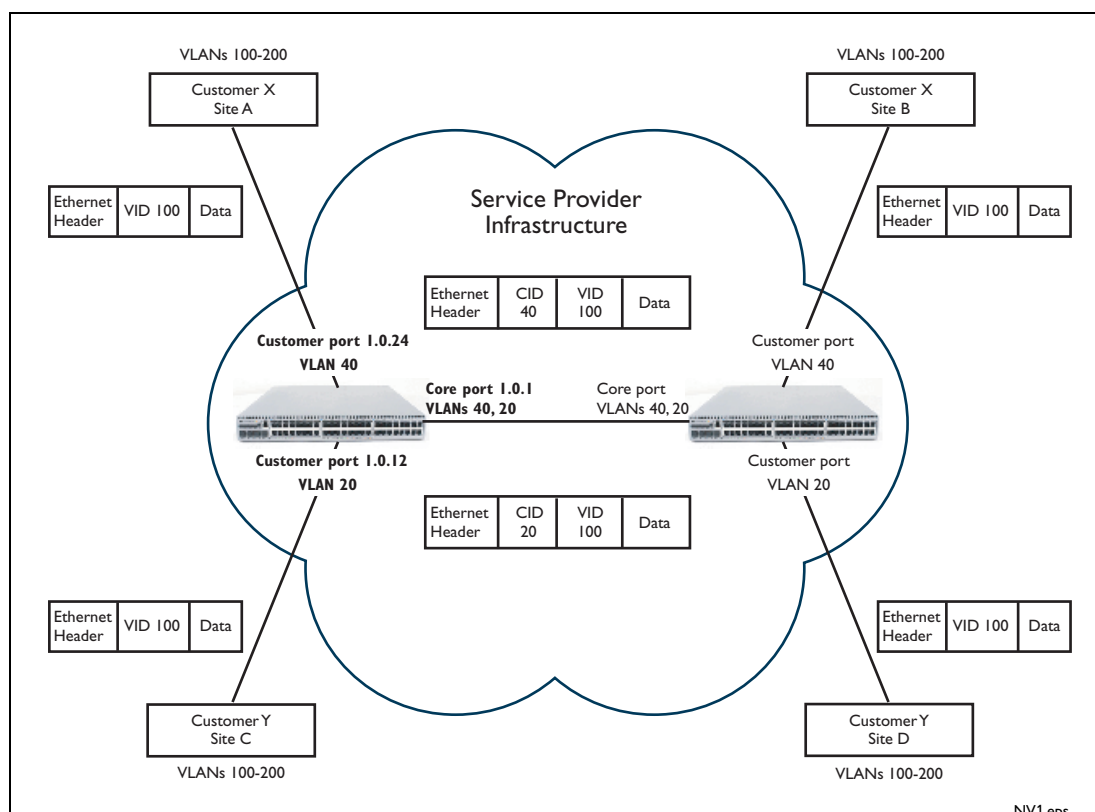 VLANs 100-200
Customer X
Site A
VLANs 100-200
Customer X
Site B
Ethernet
Header
VID 100
Data
Service Provider
Infrastructure
Ethernet
Header
VID 100
Data
Ethernet
Header
CID
40
VID
100
Data
Customer port 1.0.24
VLAN 40
Customer port
VLAN 40
Core port 1.0.1
VLANs 40, 20
Core port
VLANs 40, 20
Customer port 1.0.12
VLAN 20
Customer port
VLAN 20
Ethernet
Header
CID
20
VID
100
Data
Ethernet
Header
VID 100
Data
Ethernet
Header
VID 100
Data
Customer Y
Site C
VLANs 100-200
Customer Y
Site D
VLANs 100-200
NV1.eps